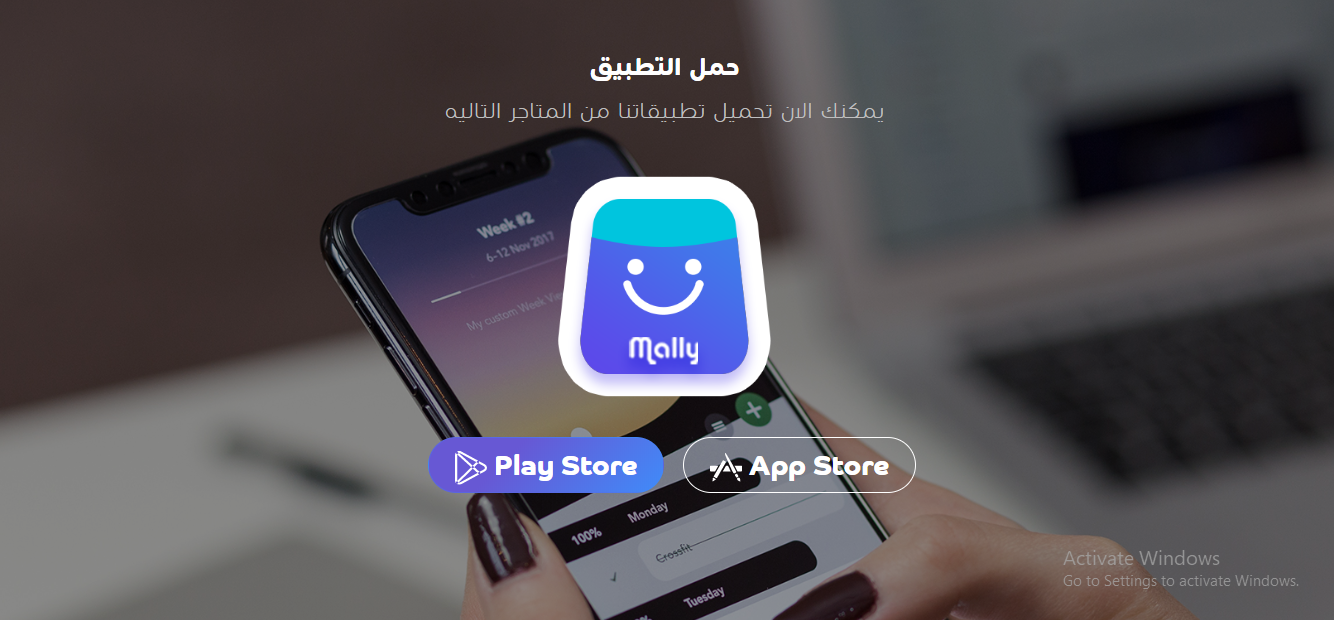 حمل التطبيق
يمكنك الان تحميل تطبيقاتنا من المتاجر التاليه
Week #2
6-12 Nov 2017
My custom Week
Mally
Play Store
App Store
100% Monday
Crossfit
Tuesday
Activate Windows
Go to Settings to activate Windows.